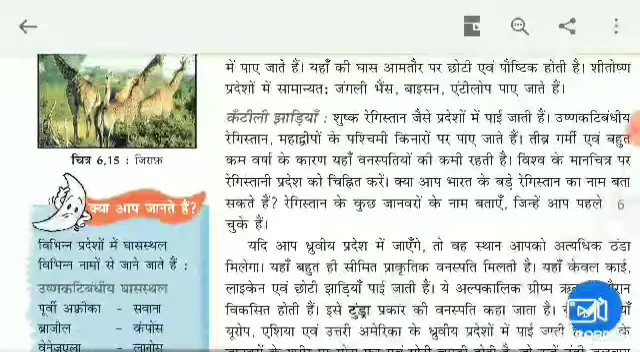 में पाए जाते हैं। यहाँ की घास आमतौर पर छोटी एवं पौष्टिक होती है। शीतोष्ण
प्रदेशों में सामान्यतः जंगली भैंस, बाइसन, एंटीलोप पाए जाते हैं।
कँटीली झाड़ियाँ : शुष्क रेगिस्तान जैसे प्रदेशों में पाई जाती हैं। उष्णकटिबंधीय
रेगिस्तान, महाद्वीपों के पश्चिमी किनारों पर पाए जाते हैं। तीव्र गर्मी एवं बहुत
कम वर्षा के कारण यहाँ वनस्पतियों की कमी रहती है। विश्व के मानचित्र पर
रेगिस्तानी प्रदेश को चिह्नित करें। क्या आप भारत के बड़े रेगिस्तान का नाम बता
सकते हैं? रेगिस्तान के कुछ जानवरों के नाम बताएँ, जिन्हें आप पहले 6
चुके हैं।
यदि आप ध्रुवीय प्रदेश में जाएँगे, तो वह स्थान आपको अत्यधिक ठंडा
मिलेगा। यहाँ बहुत ही सीमित प्राकृतिक वनस्पति मिलती है। यहाँ केवल काई,
लाइकेन एवं छोटी झाड़ियाँ पाई जाती हैं। ये अल्पकालिक ग्रीष्म
विकसित होती हैं। इसे टुंड्रा प्रकार की वनस्पति कहा जाता है।
यूरोप, एशिया एवं उत्तरी अमेरिका के ध्रुवीय प्रदेशों में पाई जाती
चित्र 6.15 : जिराफ़
क्या आप जानते हैं?
विभिन्न प्रदेशों में घासस्थल
विभिन्न नामों से जाने जाते हैं :
उष्णकटिबंधीय घासस्थल
पूर्वी अफ्रीका - सवाना
ब्राजील - कंपोस
वेनेजुएला - लानोस